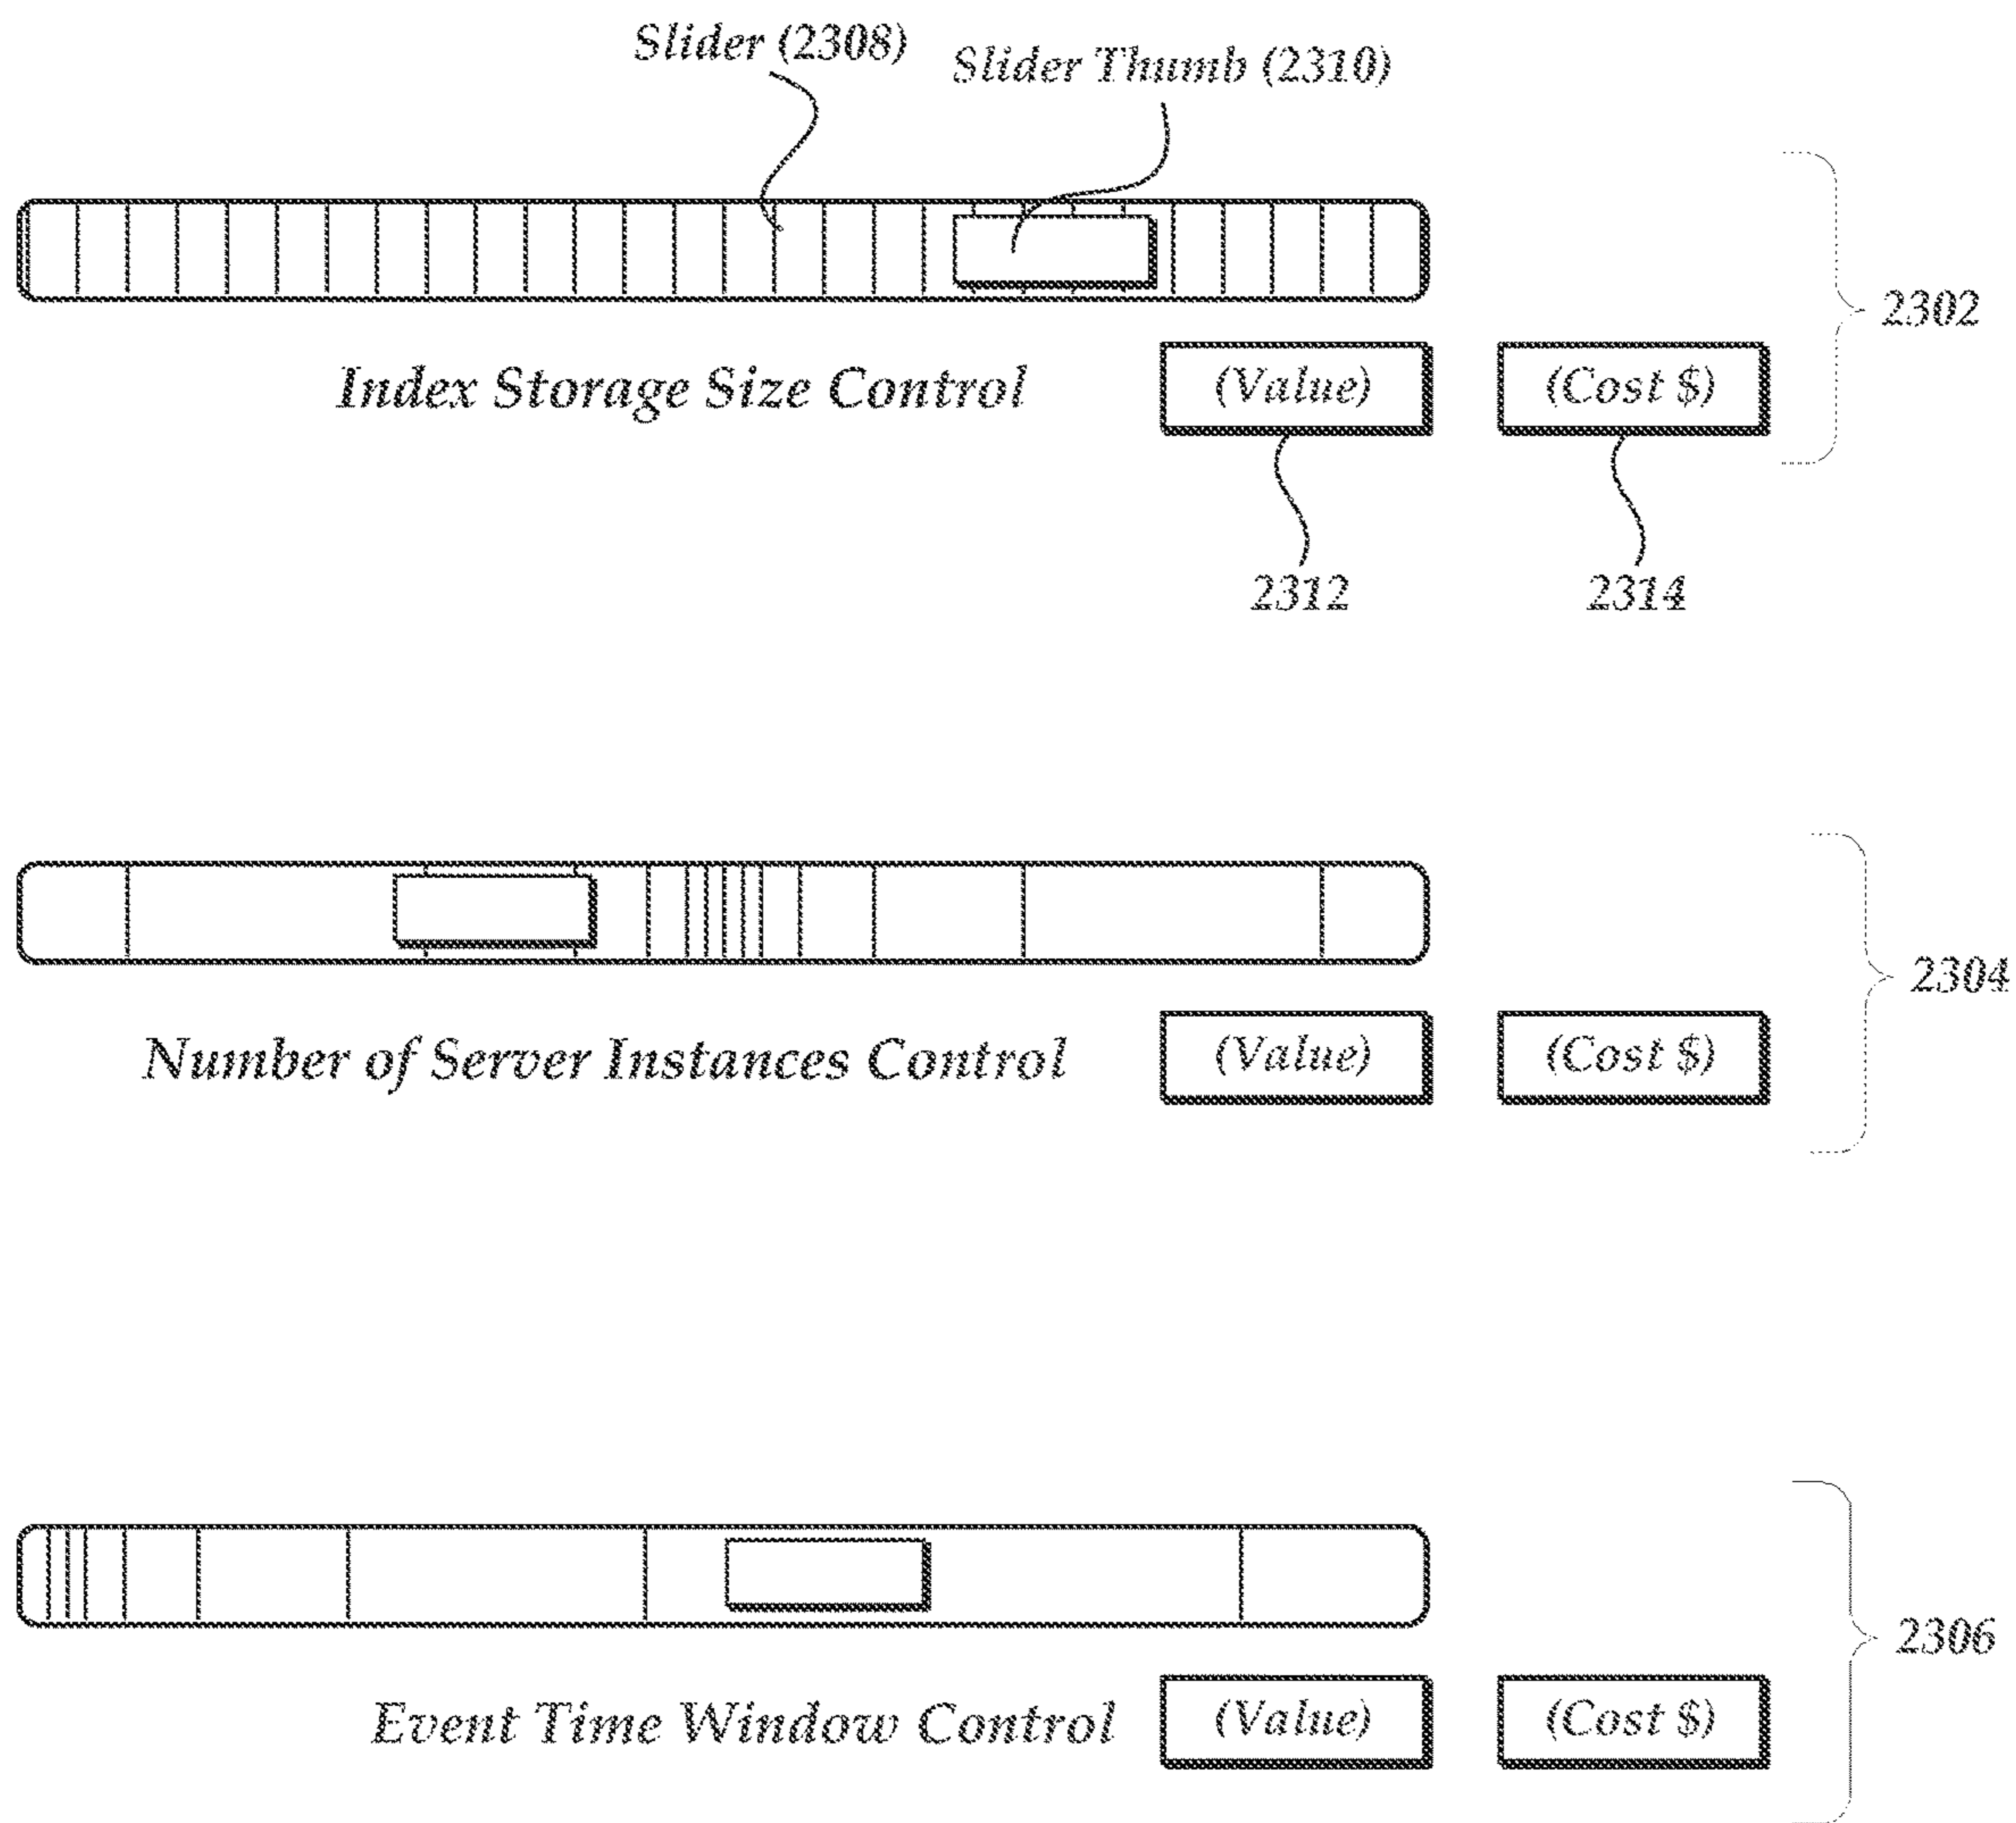 Slider (2308)
Slider Thumb (2310)
2302
Index Storage Size Control
(Value)
(Cost $)
2312
2314
2304
Number of Server Instances Control
(Value)
(Cost $)
2306
Event Time Window Control
(Value)
(Cost $)